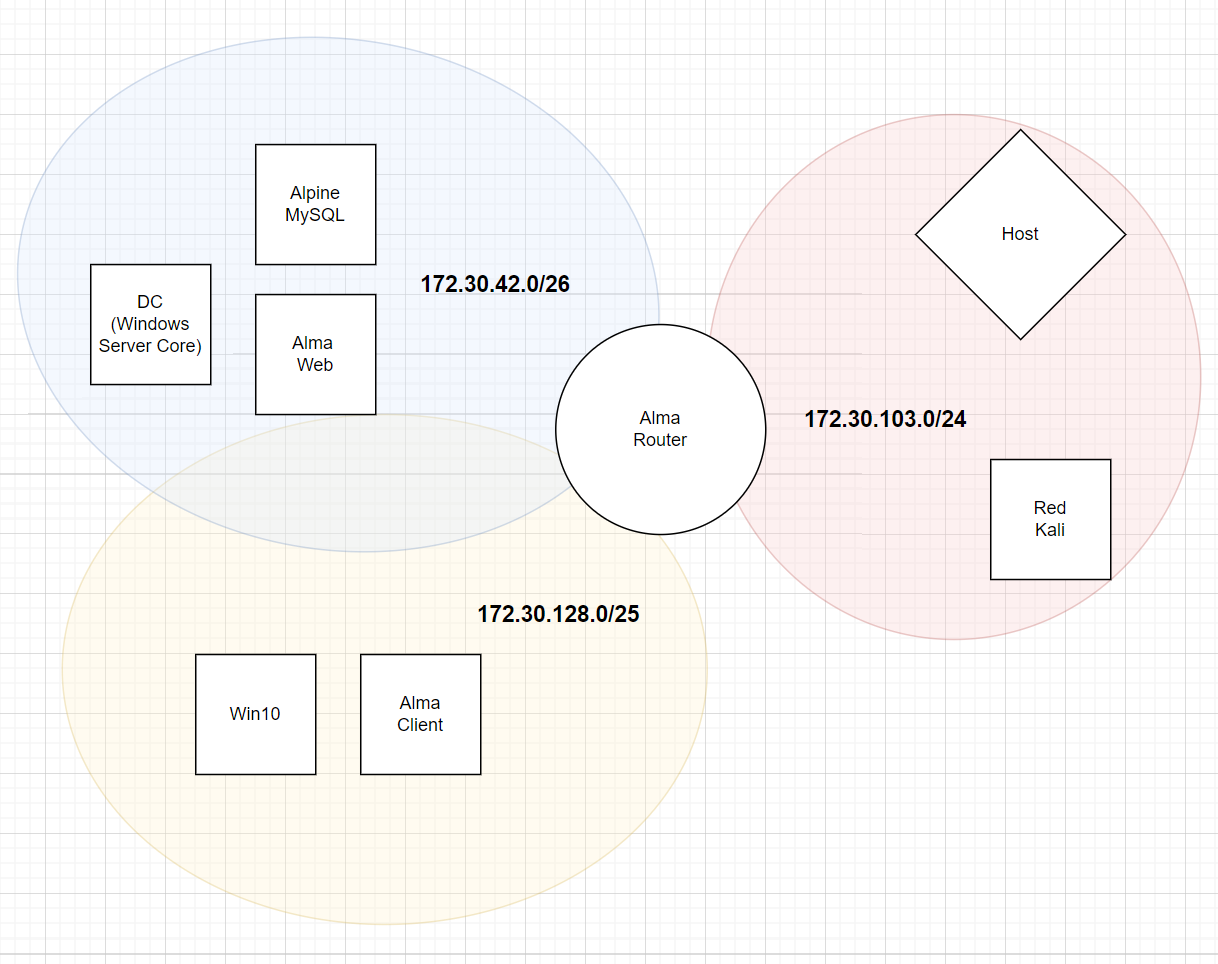 Alpine
MySQL
172.30.42.0/26
DC
(Windows
Server Core)
Alma
Web
Host
Alma
Router
172.30.103.0/24
Red
Kali
172.30.128.0/25
Win10
Alma
Client